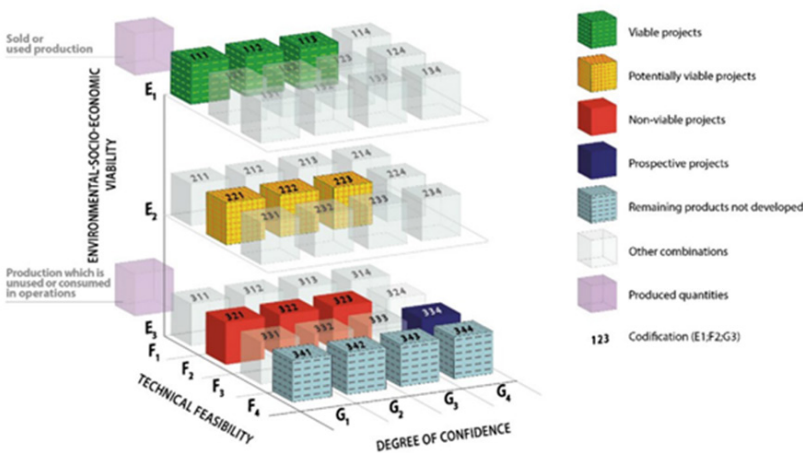 Sold or
used production
ENVIRONMENTAL-SOCIO-ECONOMIC
VIABILITY
Production which is
unused or consumed
in operations
E1
E2
E3
111
112
113
114
123
124
131
133
134
211
212
213
214
221
222
223
224
231
232
233
234
311
312
313
314
321
322
323
324
331
332
333
334
341
342
343
344
F1
F2
F3
F4
TECHNICAL FEASIBILITY
G1
G2
G3
G4
DEGREE OF CONFIDENCE
Viable projects
Potentially viable projects
Non-viable projects
Prospective projects
Remaining products not developed
Other combinations
Produced quantities
123 Codification (E1;F2;G3)